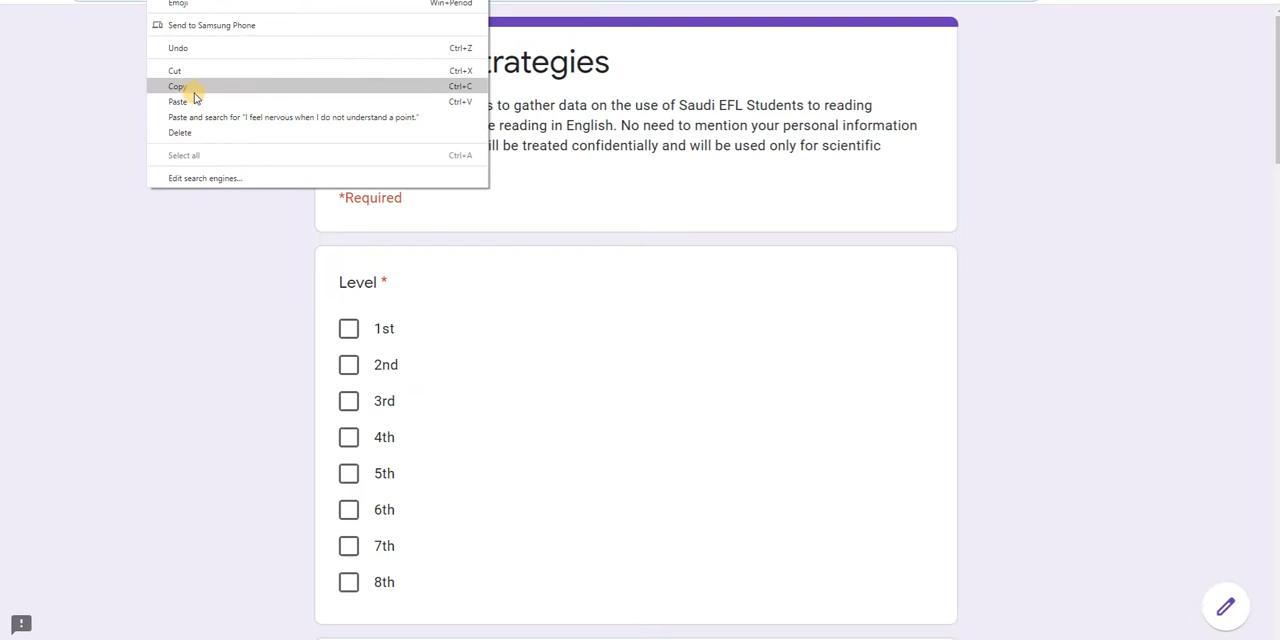 Emoji Win+Period
Send to Samsung Phone
Undo Ctrl+Z
Cut Ctrl+X
Copy Ctrl+C
Paste Ctrl+V
Paste and search for "I feel nervous when I do not understand a point."
Delete
Select all Ctrl+A
Edit search engines...
trategies
s to gather data on the use of Saudi EFL Students to reading
e reading in English. No need to mention your personal information
ill be treated confidentially and will be used only for scientific
*Required
Level *
1st
2nd
3rd
4th
5th
6th
7th
8th